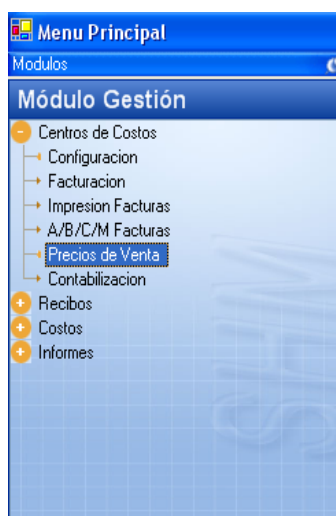 Menu Principal
Modulos
Módulo Gestión
Centros de Costos
Configuracion
Facturacion
Impresion Facturas
A/B/C/M Facturas
Precios de Venta
Contabilizacion
Recibos
Costos
Informes